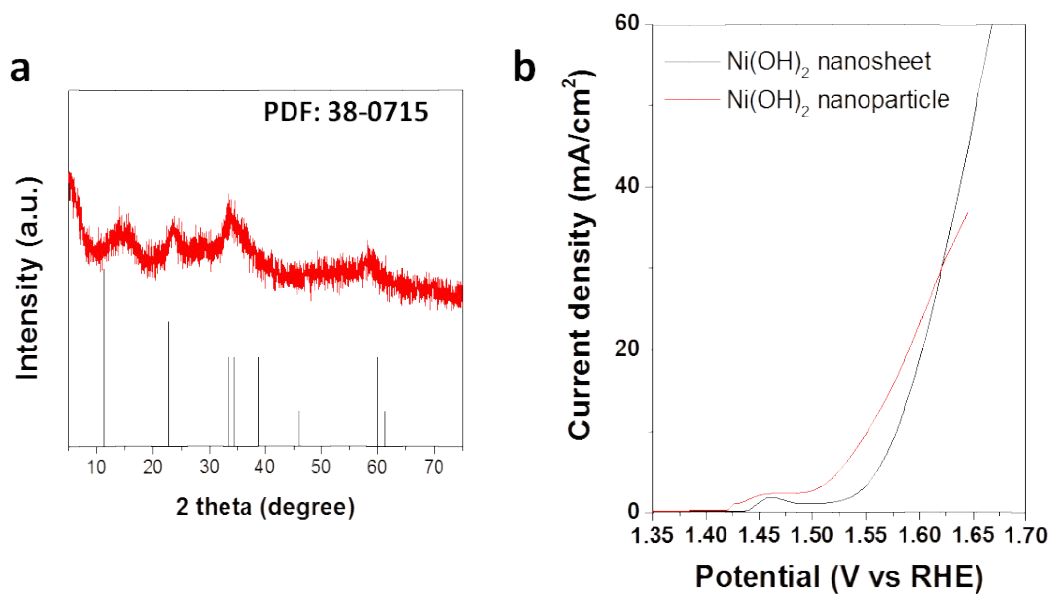 a
PDF: 38-0715
Intensity (a.u.)
10 20 30 40 50 60 70
2 theta (degree)
b
Ni(OH)2 nanosheet
Ni(OH)2 nanoparticle
Current density (mA/cm2)
60
40
20
0
1.35 1.40 1.45 1.50 1.55 1.60 1.65 1.70
Potential (V vs RHE)